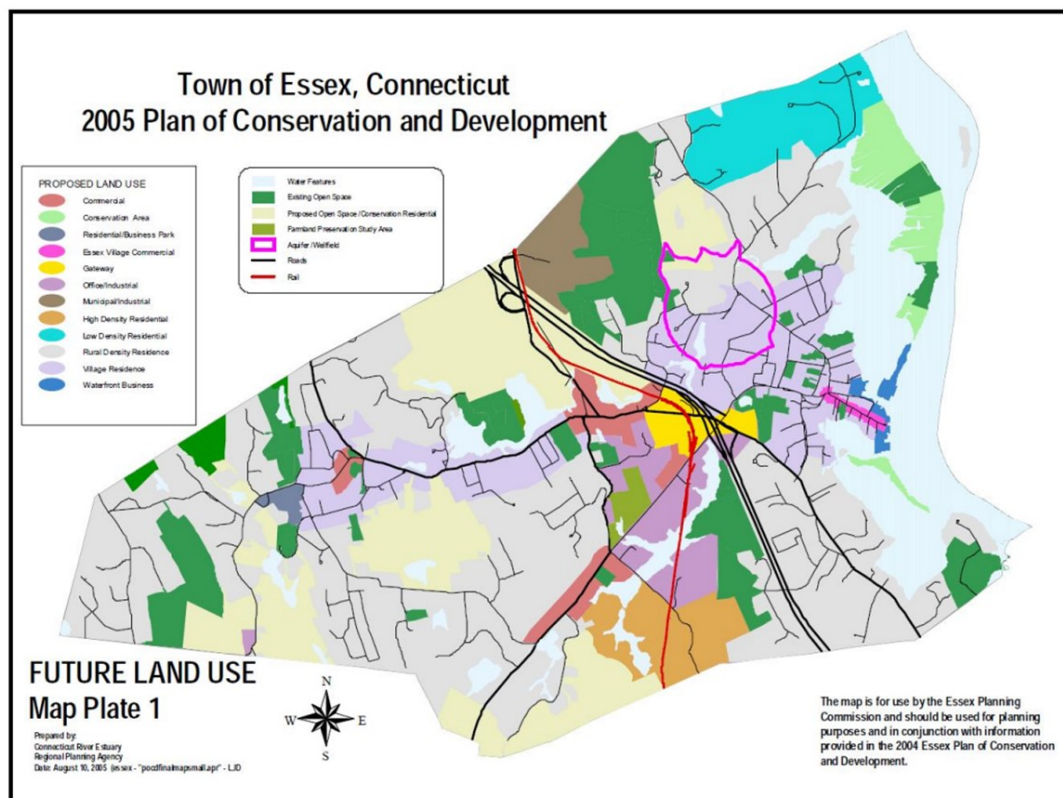 Town of Essex, Connecticut
2005 Plan of Conservation and Development
PROPOSED LAND USE
Commercial
Conservation Area
Residential/Business Park
Essex Village Commercial
Gateway
Office/Industrial
Municipal/Industrial
High Density Residential
Low Density Residential
Rural Density Residence
Village Residence
Waterfront Business
Water Features
Existing Open Space
Proposed Open Space/Conservation Residential
Farmland Preservation Study Area
Aquifer/Wellfield
Roads
Rail
FUTURE LAND USE
Map Plate 1
Prepared by:
Connecticut River Estuary
Regional Planning Agency
Date: August 10, 2005 (essex - "pocdfinalmapsmall.apr" - LJD
N
W E
S
The map is for use by the Essex Planning
Commission and should be used for planning
purposes and in conjunction with information
provided in the 2004 Essex Plan of Conservation
and Development.